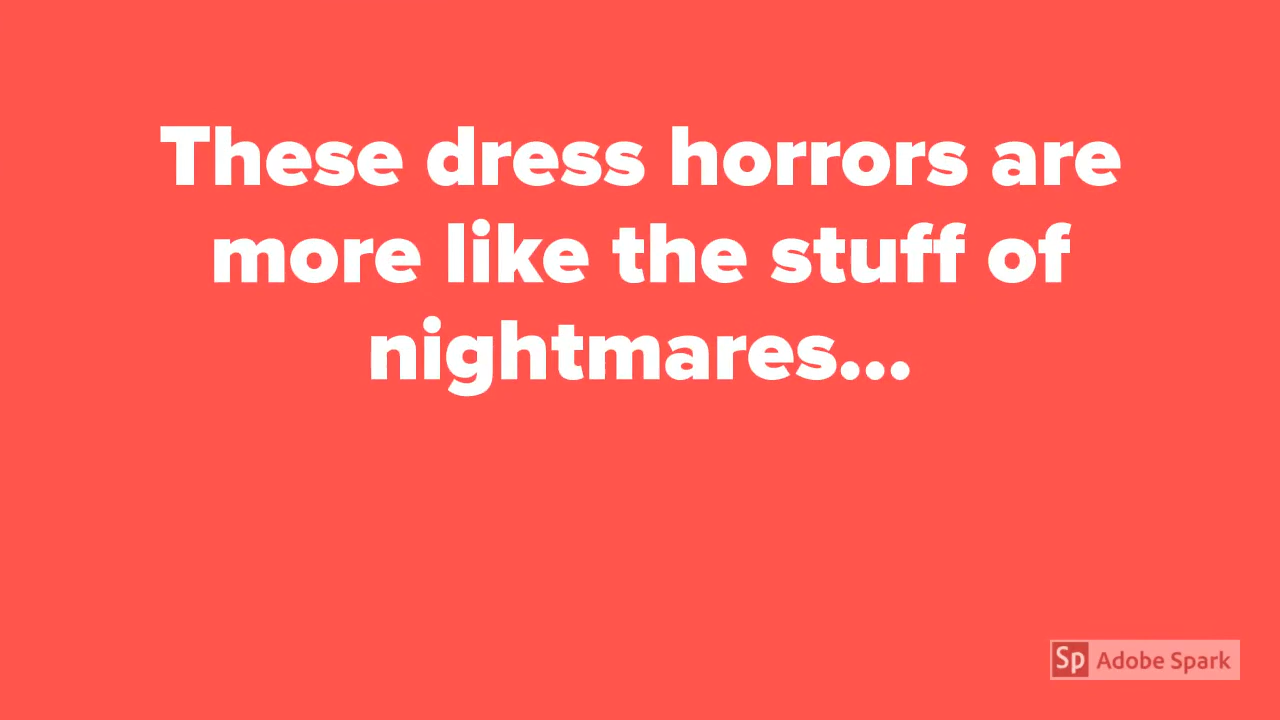 These dress horrors are
more like the stuff of
nightmares...
Sp Adobe Spark